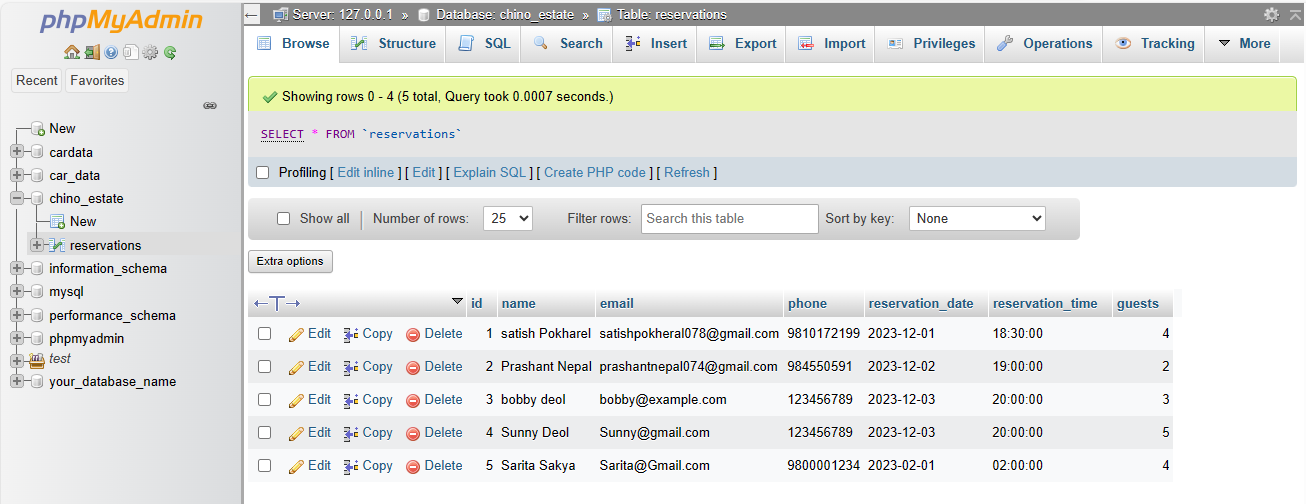 phpMyAdmin
Recent Favorites
New
cardata
car_data
chino_estate
New
reservations
information_schema
mysql
performance_schema
phpmyadmin
test
your_database_name
Server: 127.0.0.1 » Database: chino_estate » Table: reservations
Browse Structure SQL Search Insert Export Import Privileges Operations Tracking More
Showing rows 0 - 4 (5 total, Query took 0.0007 seconds.)
SELECT * FROM `reservations`
Profiling [ Edit inline ] [ Edit ] [ Explain SQL ] [ Create PHP code ] [ Refresh ]
Show all Number of rows: 25 Filter rows: Search this table Sort by key: None
Extra options
id name email phone reservation_date reservation_time guests
Edit Copy Delete 1 satish Pokharel satishpokheral078@gmail.com 9810172199 2023-12-01 18:30:00 4
Edit Copy Delete 2 Prashant Nepal prashantnepal074@gmail.com 984550591 2023-12-02 19:00:00 2
Edit Copy Delete 3 bobby deol bobby@example.com 123456789 2023-12-03 20:00:00 3
Edit Copy Delete 4 Sunny Deol Sunny@gmail.com 123456789 2023-12-03 20:00:00 5
Edit Copy Delete 5 Sarita Sakya Sarita@Gmail.com 9800001234 2023-02-01 02:00:00 4